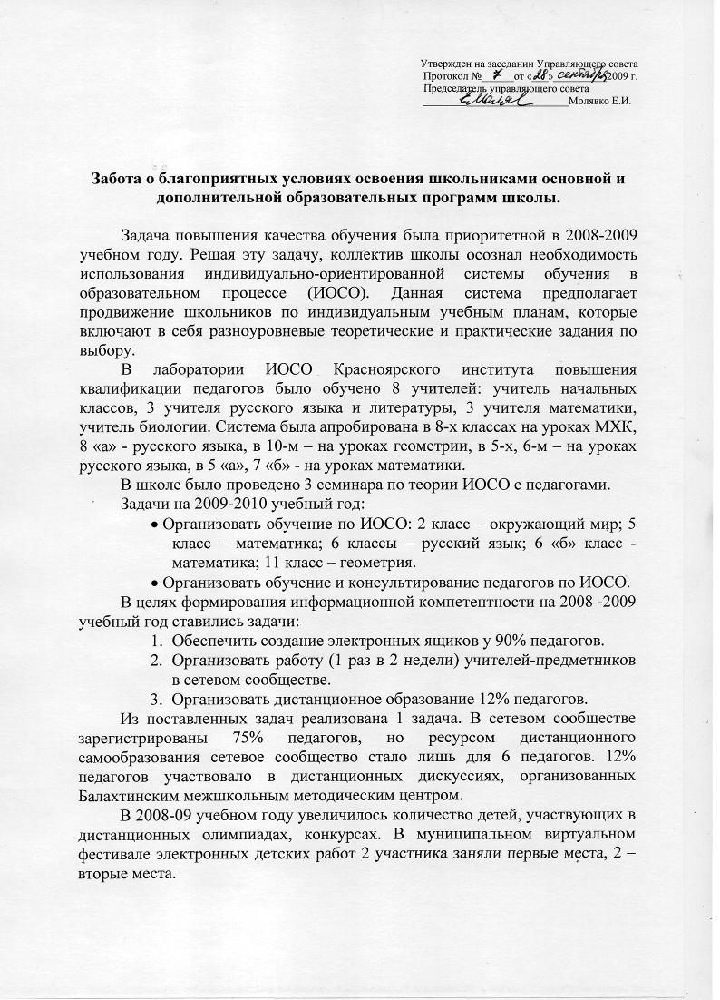 Утвержден на заседании Управляющего совета
Протокол № 7 от «28» сентября 2009 г.
Председатель управляющего совета
Молявко Е.И.
Забота о благоприятных условиях освоения школьниками основной и
дополнительной образовательных программ школы.
Задача повышения качества обучения была приоритетной в 2008-2009
учебном году. Решая эту задачу, коллектив школы осознал необходимость
использования индивидуально-ориентированной системы обучения в
образовательном процессе (ИОСО). Данная система предполагает
продвижение школьников по индивидуальным учебным планам, которые
включают в себя разноуровневые теоретические и практические задания по
выбору.
В лаборатории ИОСО Красноярского института повышения
квалификации педагогов было обучено 8 учителей: учитель начальных
классов, 3 учителя русского языка и литературы, 3 учителя математики,
учитель биологии. Система была апробирована в 8-х классах на уроках МХК,
8 «а» - русского языка, в 10-м – на уроках геометрии, в 5-х, 6-м – на уроках
русского языка, в 5 «а», 7 «б» - на уроках математики.
В школе было проведено 3 семинара по теории ИОСО с педагогами.
Задачи на 2009-2010 учебный год:
• Организовать обучение по ИОСО: 2 класс – окружающий мир; 5
класс – математика; 6 классы – русский язык; 6 «б» класс -
математика; 11 класс – геометрия.
• Организовать обучение и консультирование педагогов по ИОСО.
В целях формирования информационной компетентности на 2008 -2009
учебный год ставились задачи:
1. Обеспечить создание электронных ящиков у 90% педагогов.
2. Организовать работу (1 раз в 2 недели) учителей-предметников
в сетевом сообществе.
3. Организовать дистанционное образование 12% педагогов.
Из поставленных задач реализована 1 задача. В сетевом сообществе
зарегистрированы 75% педагогов, но ресурсом дистанционного
самообразования сетевое сообщество стало лишь для 6 педагогов. 12%
педагогов участвовало в дистанционных дискуссиях, организованных
Балахтинским межшкольным методическим центром.
В 2008-09 учебном году увеличилось количество детей, участвующих в
дистанционных олимпиадах, конкурсах. В муниципальном виртуальном
фестивале электронных детских работ 2 участника заняли первые места, 2 –
вторые места.